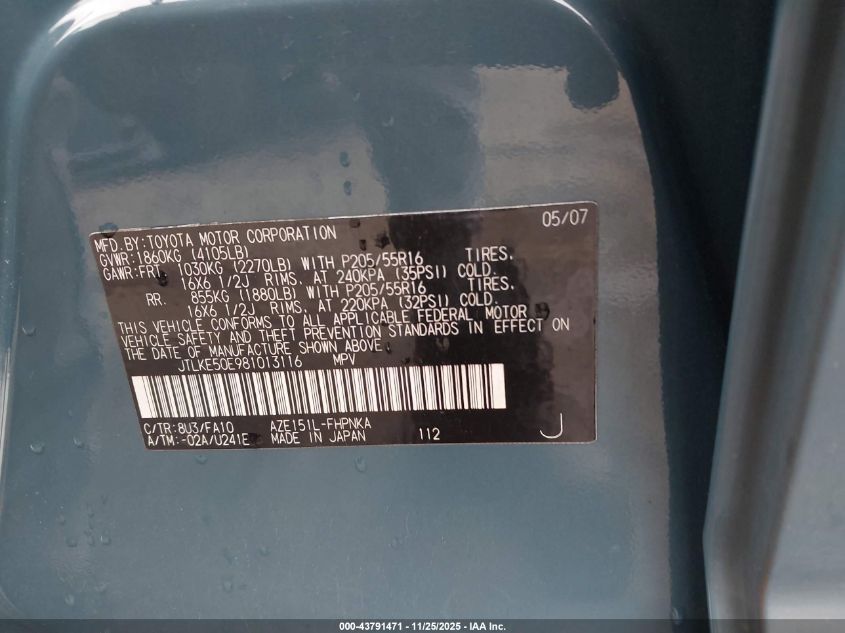 05/07
MFD.BY:TOYOTA MOTOR CORPORATION
GVWR:1860KG (4105LB)
GAWR:FRT 1030KG (2270LB) WITH P205/55R16 TIRES.
16X6 1/2J RIMS. AT 240KPA (35PSI) COLD.
RR. 855KG (1880LB) WITH P205/55R16 TIRES.
16X6 1/2J RIMS. AT 220KPA (32PSI) COLD.
THIS VEHICLE CONFORMS TO ALL APPLICABLE FEDERAL MOTOR
VEHICLE SAFETY AND THEFT PREVENTION STANDARDS IN EFFECT ON
THE DATE OF MANUFACTURE SHOWN ABOVE.
JTLKE50E981013116 MPV
C/TR:8U3/FA10 AZE151L-FHPNKA
A/TM:-02A/U241E MADE IN JAPAN 112 J
000-43791471 - 11/25/2025 - IAA Inc.